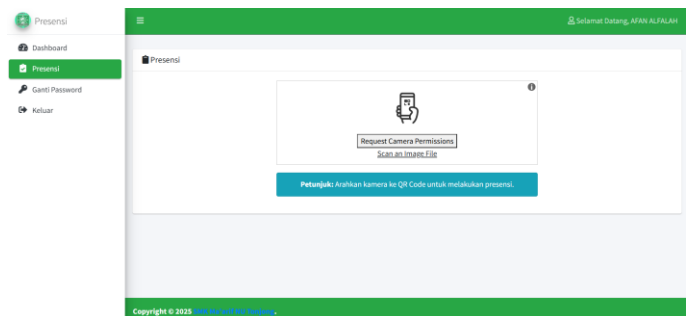 Presensi
Selamat Datang, AFAN ALFALAH
Dashboard
Presensi
Ganti Password
Keluar
Presensi
Request Camera Permissions
Scan an Image File
Petunjuk: Arahkan kamera ke QR Code untuk melakukan presensi.
Copyright © 2025